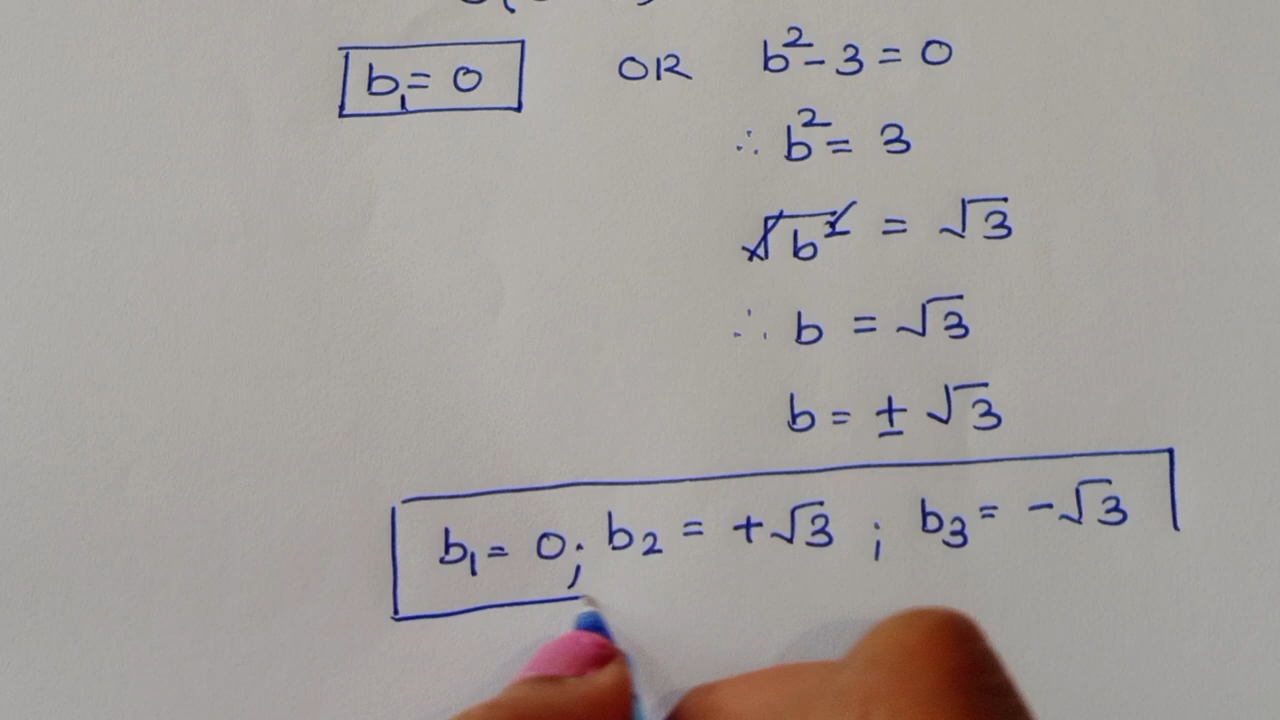 b₁ = 0 OR b² - 3 = 0
∴ b² = 3
√b² = √3
∴ b = √3
b = ± √3
b₁ = 0; b₂ = +√3 ; b₃ = -√3